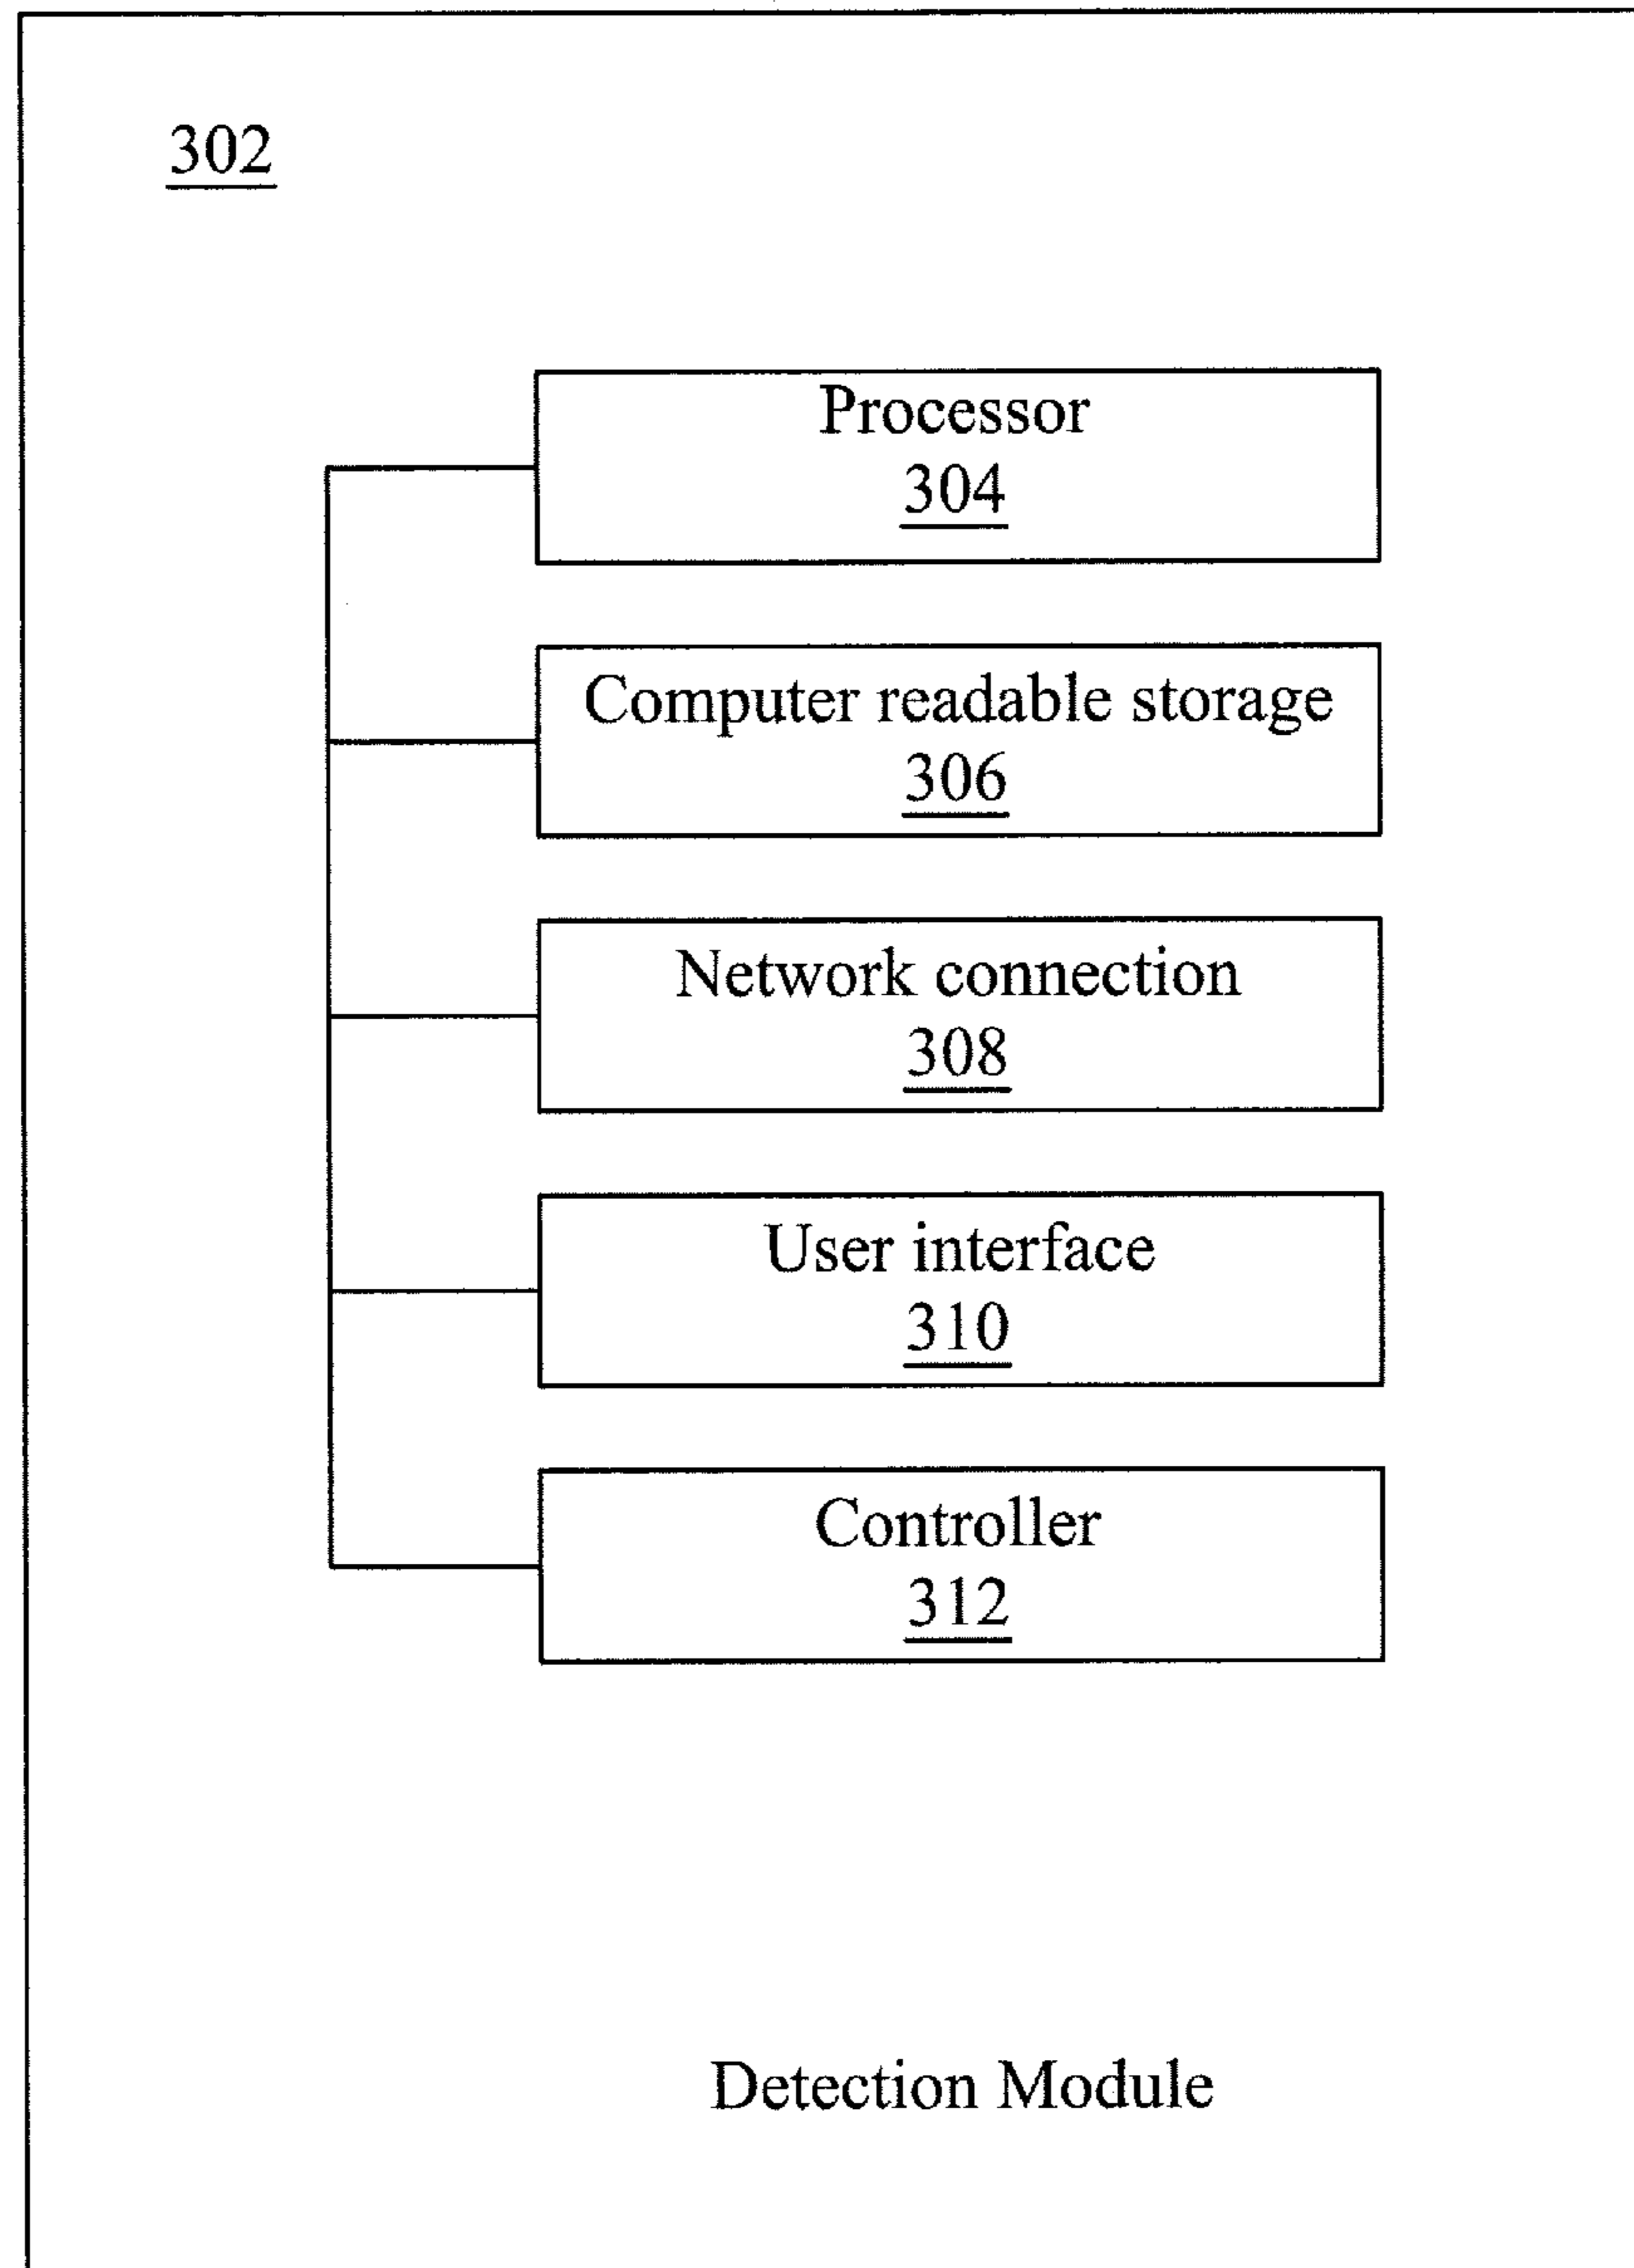 302
Processor
304
Computer readable storage
306
Network connection
308
User interface
310
Controller
312
Detection Module